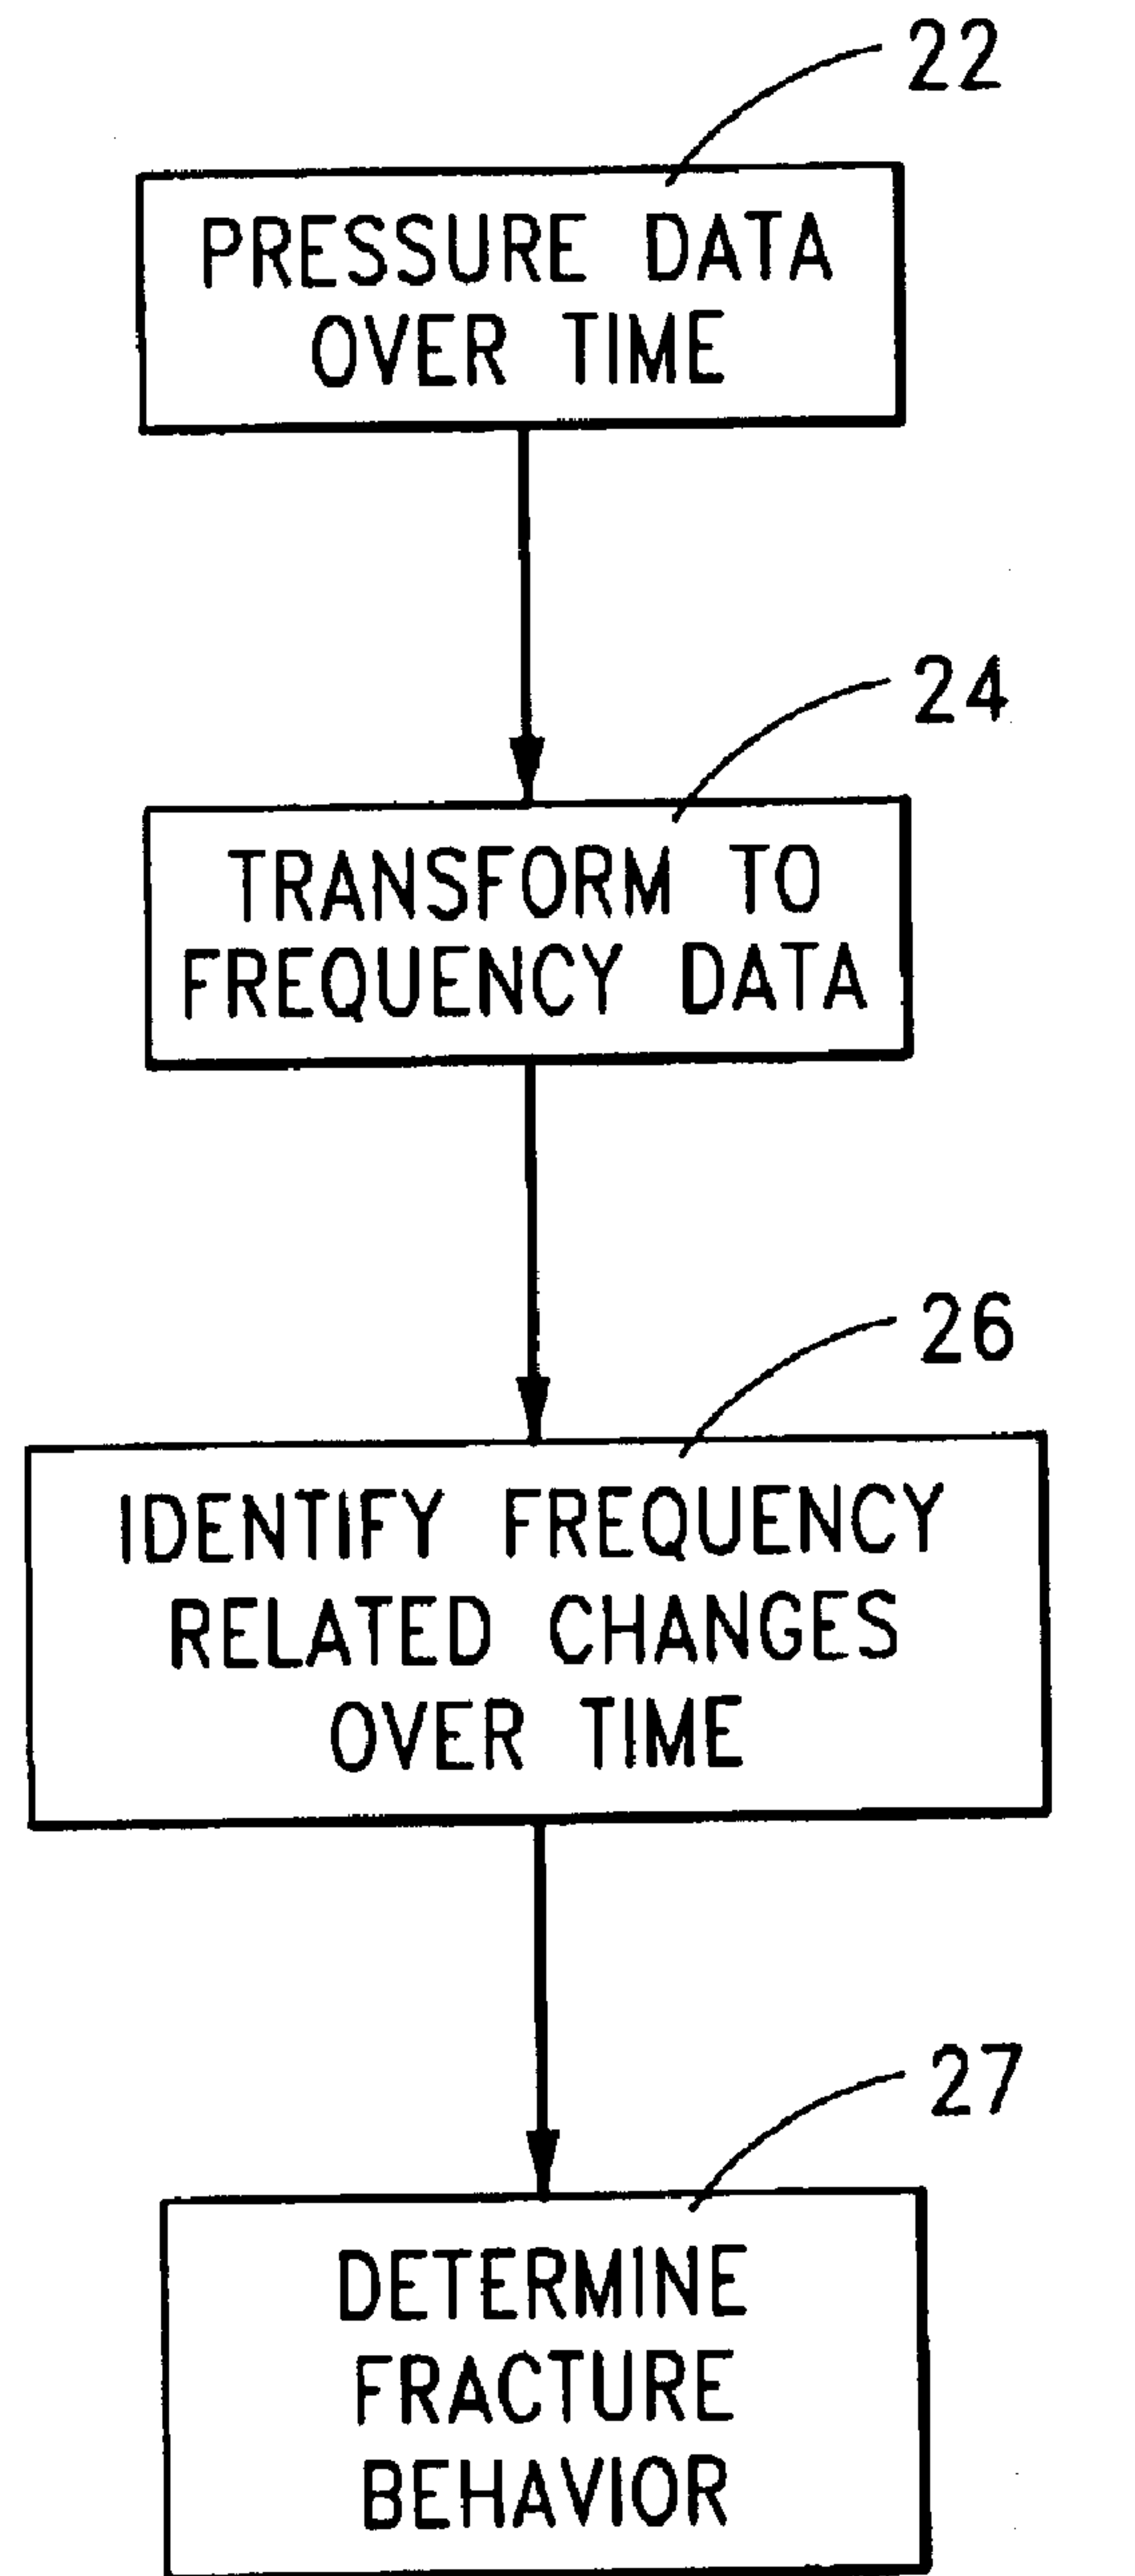 22
PRESSURE DATA
OVER TIME
24
TRANSFORM TO
FREQUENCY DATA
26
IDENTIFY FREQUENCY
RELATED CHANGES
OVER TIME
27
DETERMINE
FRACTURE
BEHAVIOR